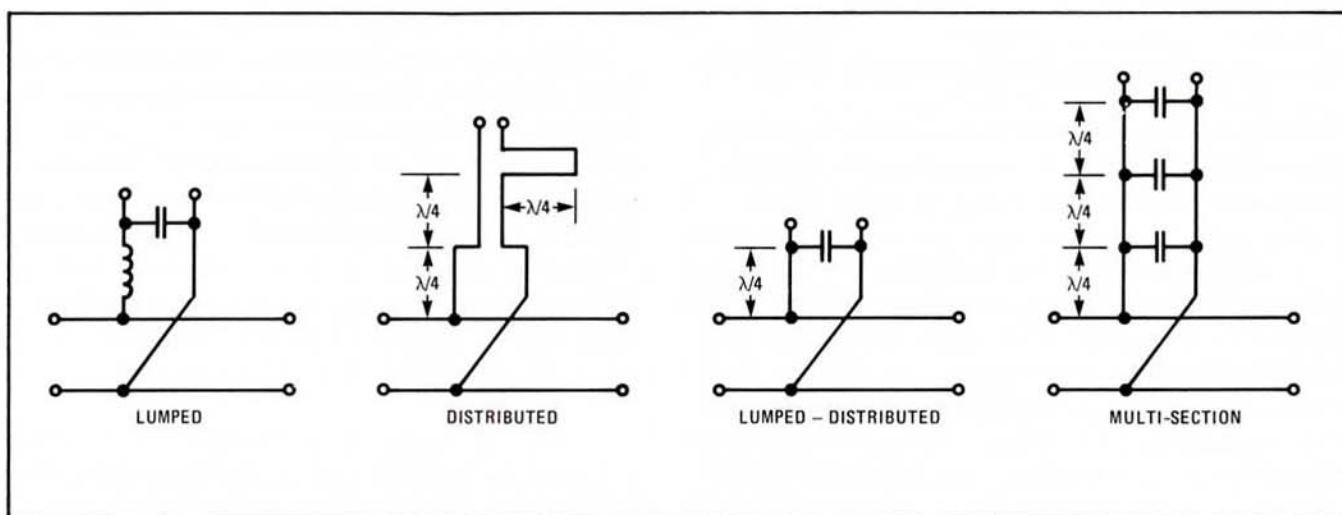 λ/4
λ/4
λ/4
λ/4
λ/4
λ/4
λ/4
LUMPED
DISTRIBUTED
LUMPED – DISTRIBUTED
MULTI-SECTION